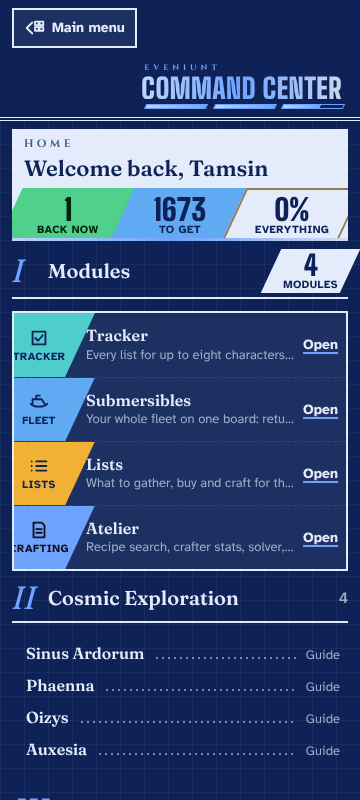 Main menu
EVENIUNT
COMMAND CENTER
HOME
Welcome back, Tamsin
1
BACK NOW
1673
TO GET
0%
EVERYTHING
I Modules
4
MODULES
TRACKER
Tracker
Every list for up to eight characters...
Open
FLEET
Submersibles
Your whole fleet on one board: retu...
Open
LISTS
Lists
What to gather, buy and craft for th...
Open
CRAFTING
Atelier
Recipe search, crafter stats, solver,...
Open
II Cosmic Exploration 4
Sinus Ardorum Guide
Phaenna Guide
Oizys Guide
Auxesia Guide